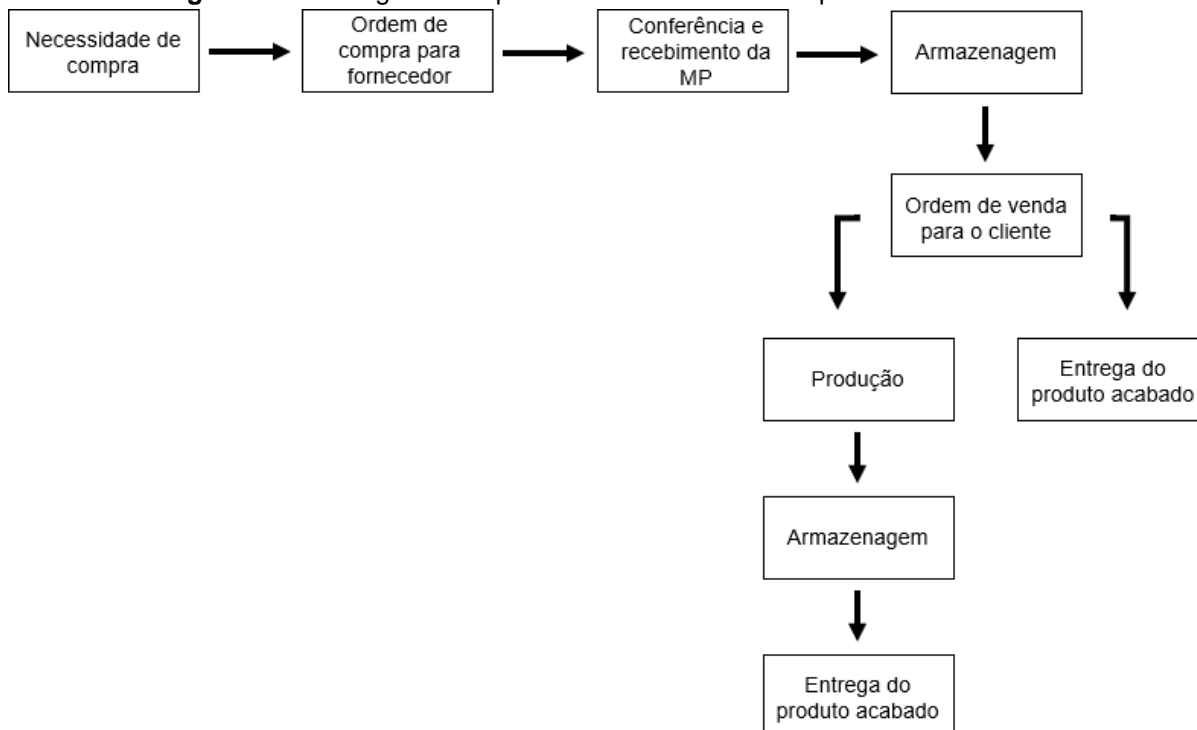 Necessidade de
compra
Ordem de
compra para
fornecedor
Conferência e
recebimento da
MP
Armazenagem
Ordem de venda
para o cliente
Produção
Entrega do
produto acabado
Armazenagem
Entrega do
produto acabado